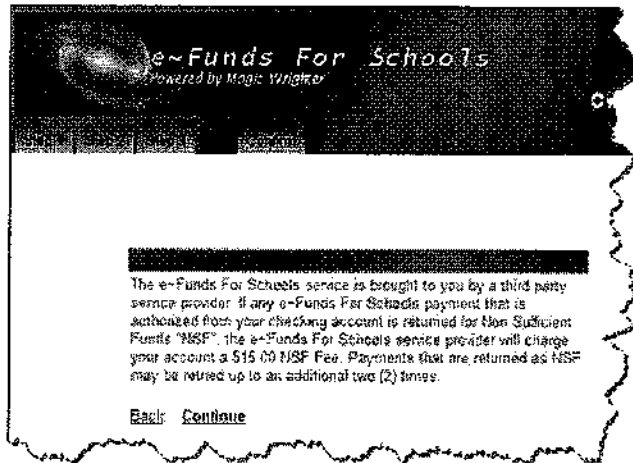 e~Funds For Schools
Powered by Magic Wrighter
The e~Funds For Schools service is brought to you by a third party
service provider. If any e~Funds For Schools payment that is
authorized from your checking account is returned for Non Sufficient
Funds "NSF", the e~Funds For Schools service provider will charge
your account a $15.00 NSF Fee. Payments that are returned as NSF
may be retried up to an additional two (2) times.
Back Continue